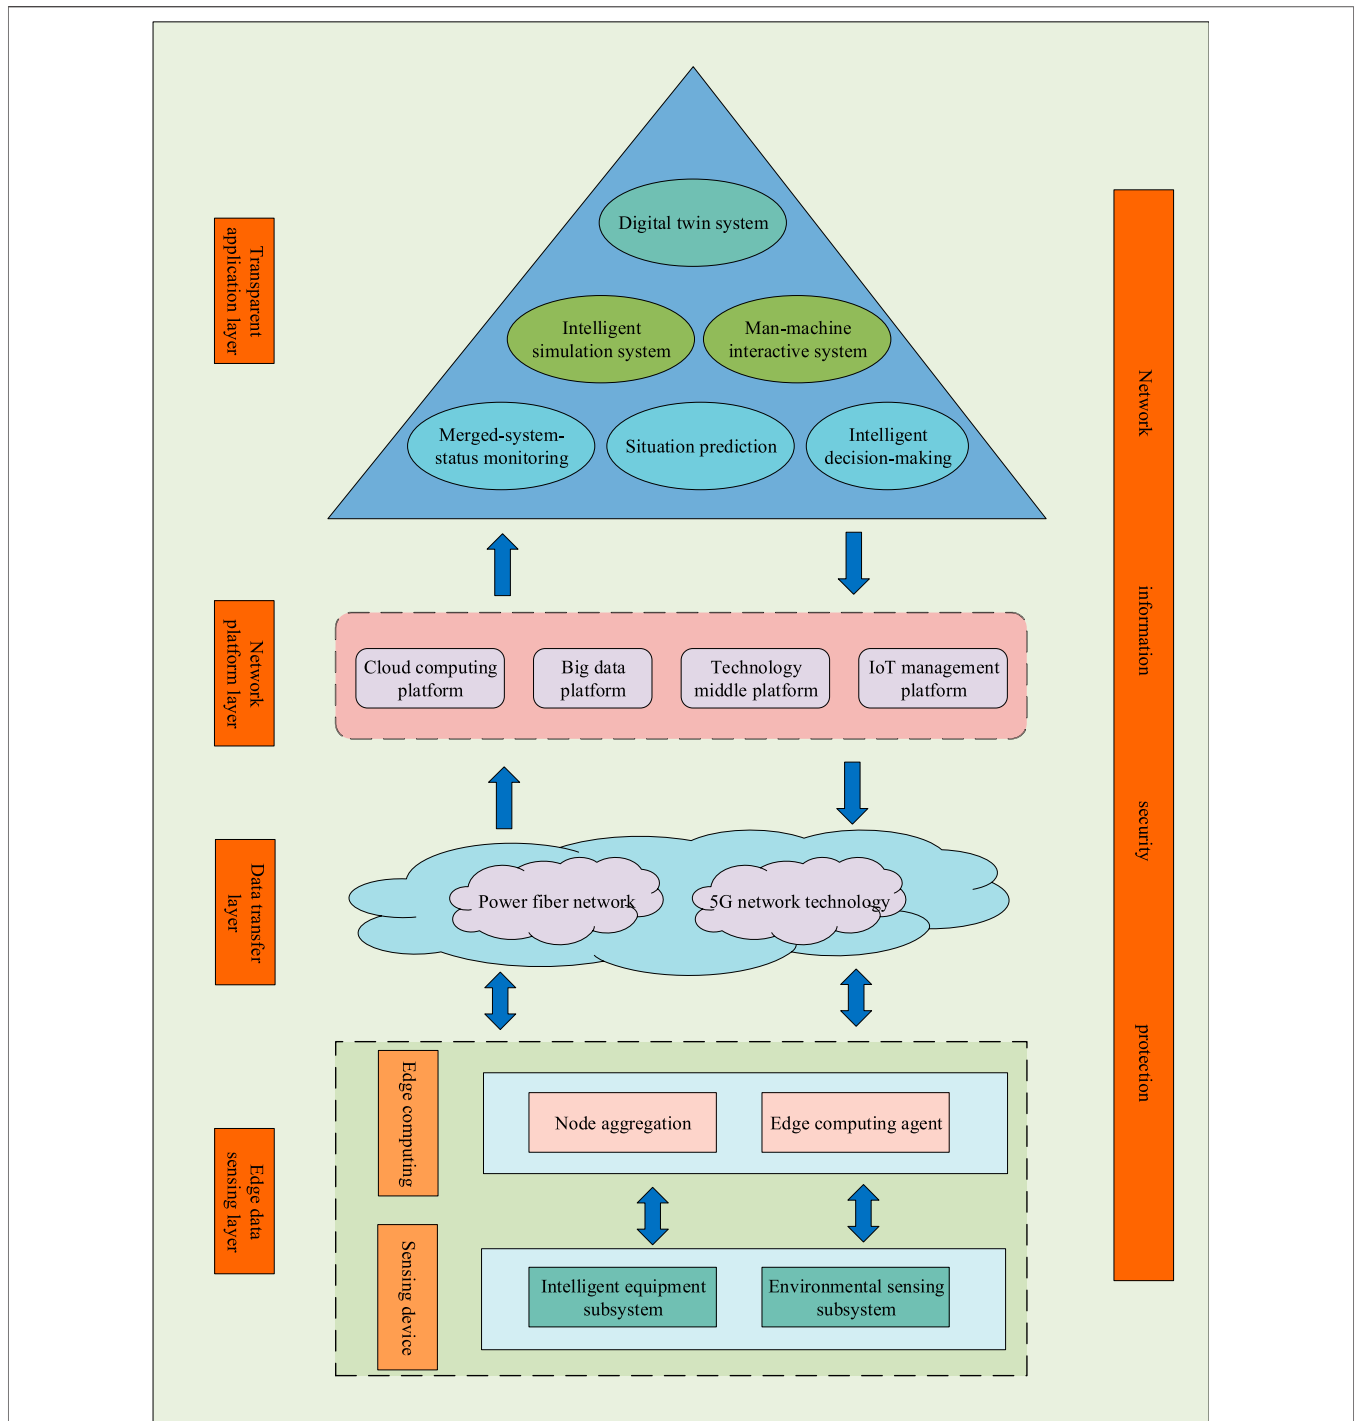 Transparent
application layer
Digital twin system
Intelligent
simulation system
Man-machine
interactive system
Merged-system-
status monitoring
Situation prediction
Intelligent
decision-making
Network
platform layer
Cloud computing
platform
Big data
platform
Technology
middle platform
IoT management
platform
Data transfer
layer
Power fiber network
5G network technology
Edge data
sensing layer
Edge computing
Node aggregation
Edge computing agent
Sensing device
Intelligent equipment
subsystem
Environmental sensing
subsystem
Network information security protection